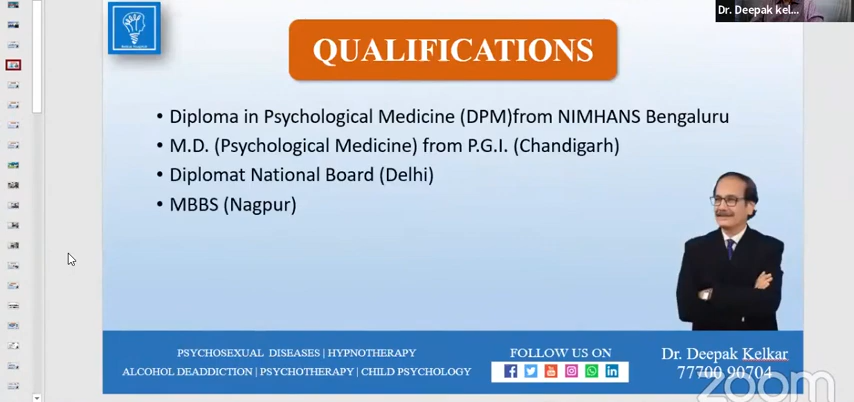 Dr. Deepak kel...
QUALIFICATIONS
• Diploma in Psychological Medicine (DPM)from NIMHANS Bengaluru
• M.D. (Psychological Medicine) from P.G.I. (Chandigarh)
• Diplomat National Board (Delhi)
• MBBS (Nagpur)
PSYCHOSEXUAL DISEASES | HYPNOTHERAPY
ALCOHOL DEADDICTION | PSYCHOTHERAPY | CHILD PSYCHOLOGY
FOLLOW US ON
Dr. Deepak Kelkar
77700 90704
zoom